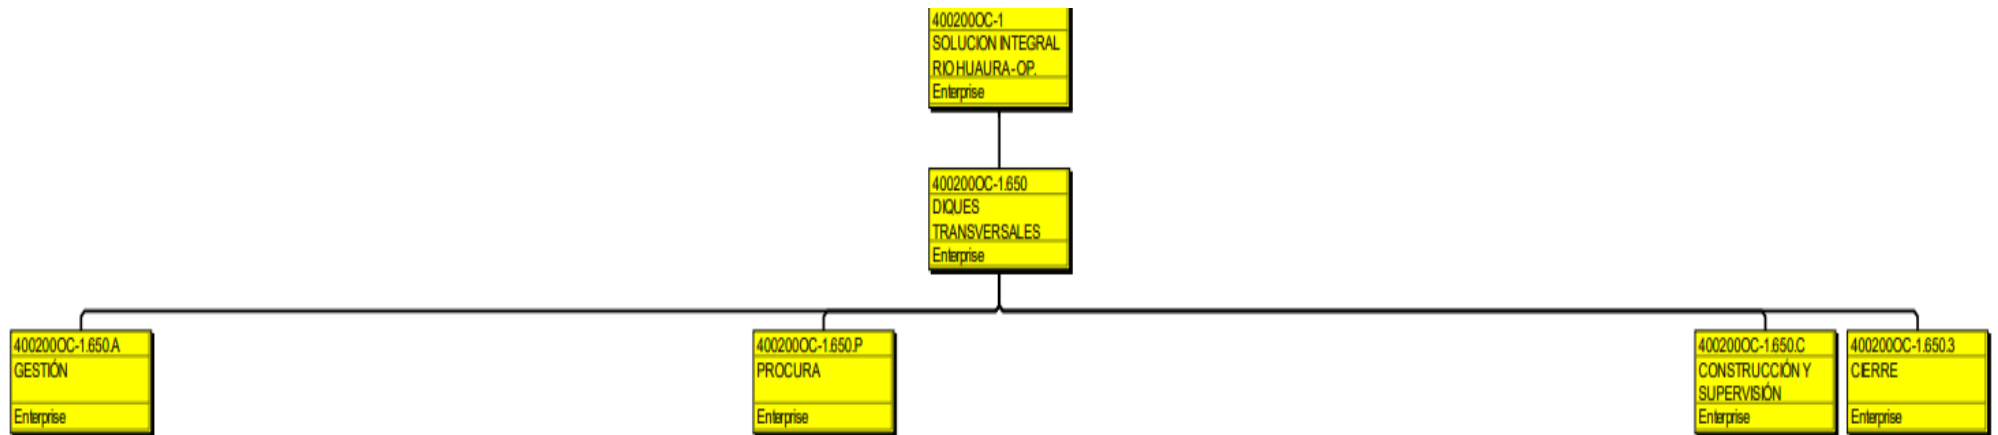 400200OC-1
SOLUCION INTEGRAL
RIO HUAURA - OP.
Enterprise
400200OC-1.650
DIQUES
TRANSVERSALES
Enterprise
400200OC-1.650.A
GESTIÓN
Enterprise
400200OC-1.650.P
PROCURA
Enterprise
400200OC-1.650.C
CONSTRUCCIÓN Y
SUPERVISIÓN
Enterprise
400200OC-1.650.3
CIERRE
Enterprise